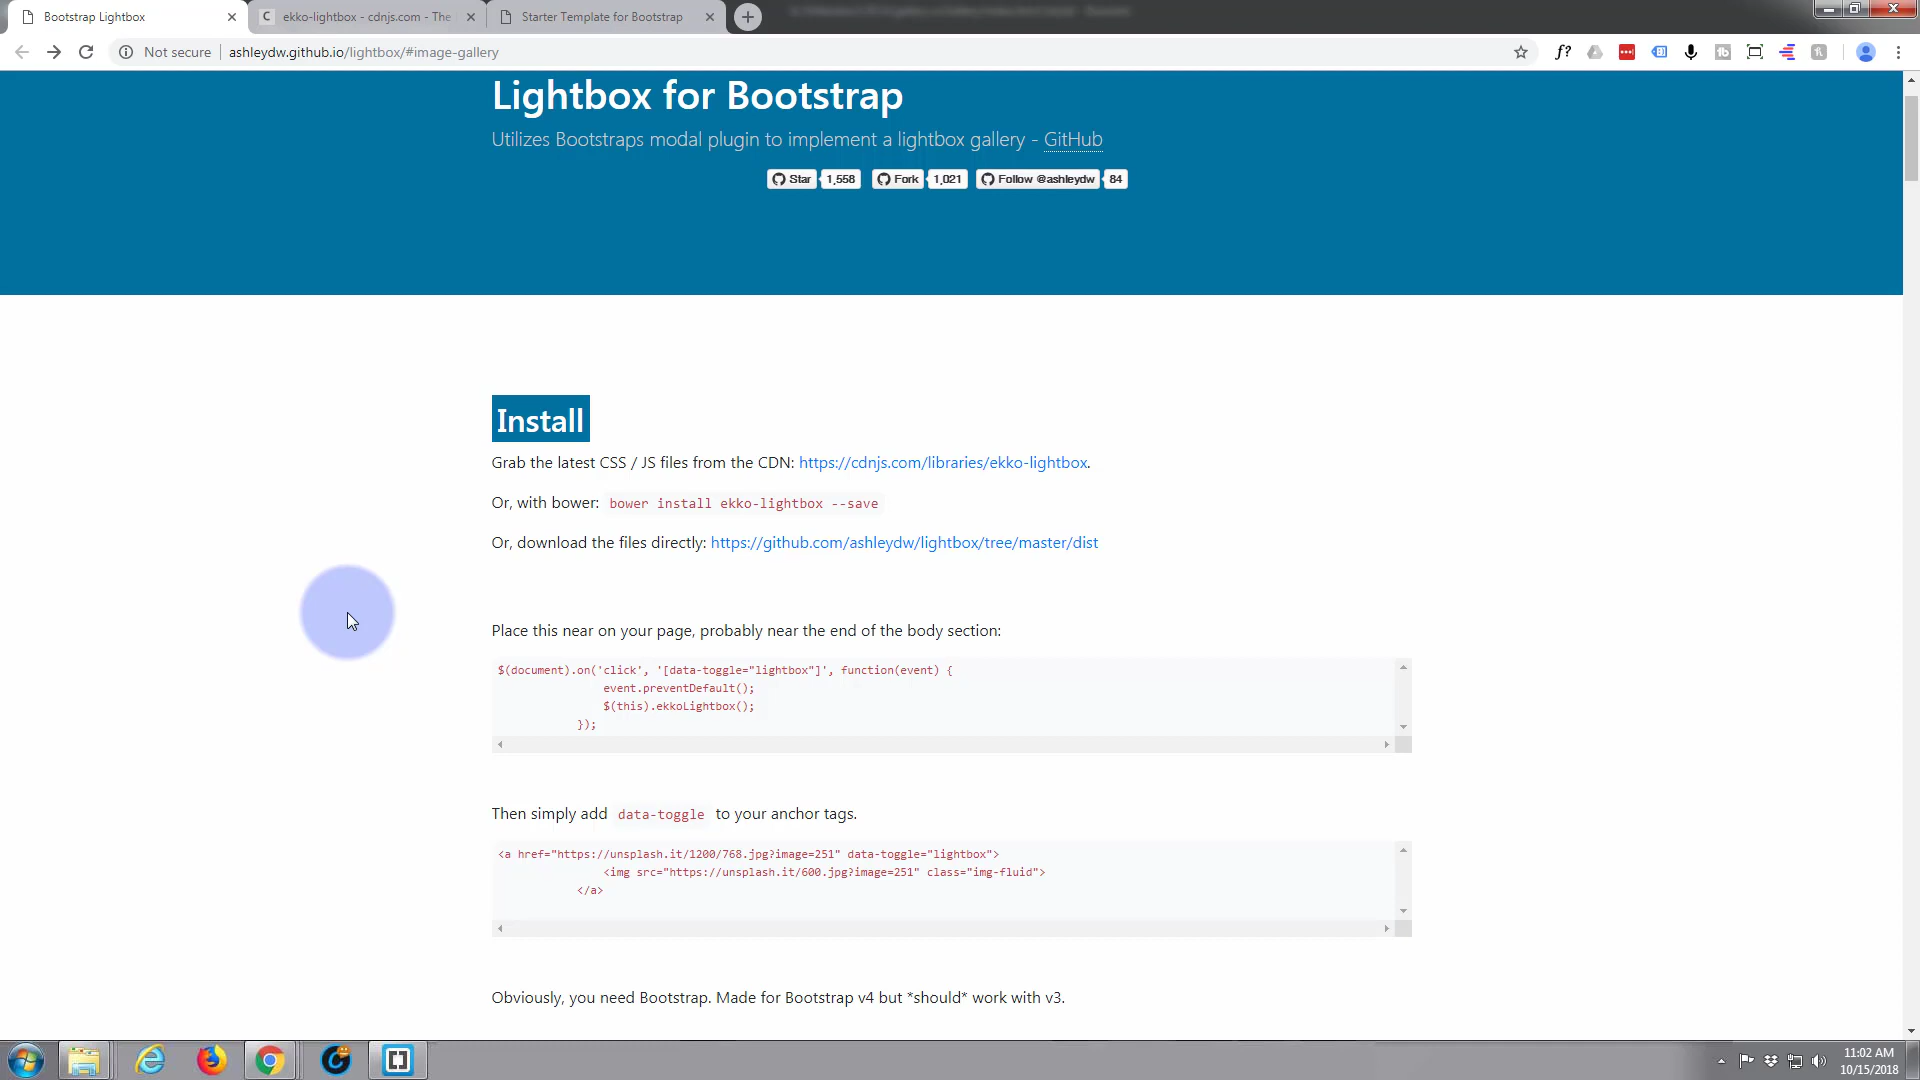 Bootstrap Lightbox
ekko-lightbox - cdnjs.com - The
Starter Template for Bootstrap
Not secure
ashleydw.github.io/lightbox/#image-gallery
f?
Lightbox for Bootstrap
Utilizes Bootstraps modal plugin to implement a lightbox gallery - GitHub
Star 1,558 Fork 1,021 Follow @ashleydw 84
Install
Grab the latest CSS / JS files from the CDN: https://cdnjs.com/libraries/ekko-lightbox.
Or, with bower: bower install ekko-lightbox --save
Or, download the files directly: https://github.com/ashleydw/lightbox/tree/master/dist
Place this near on your page, probably near the end of the body section:
$(document).on('click', '[data-toggle="lightbox"]', function(event) {
event.preventDefault();
$(this).ekkoLightbox();
});
Then simply add data-toggle to your anchor tags.
<a href="https://unsplash.it/1200/768.jpg?image=251" data-toggle="lightbox">
<img src="https://unsplash.it/600.jpg?image=251" class="img-fluid">
</a>
Obviously, you need Bootstrap. Made for Bootstrap v4 but *should* work with v3.
11:02 AM
10/15/2018